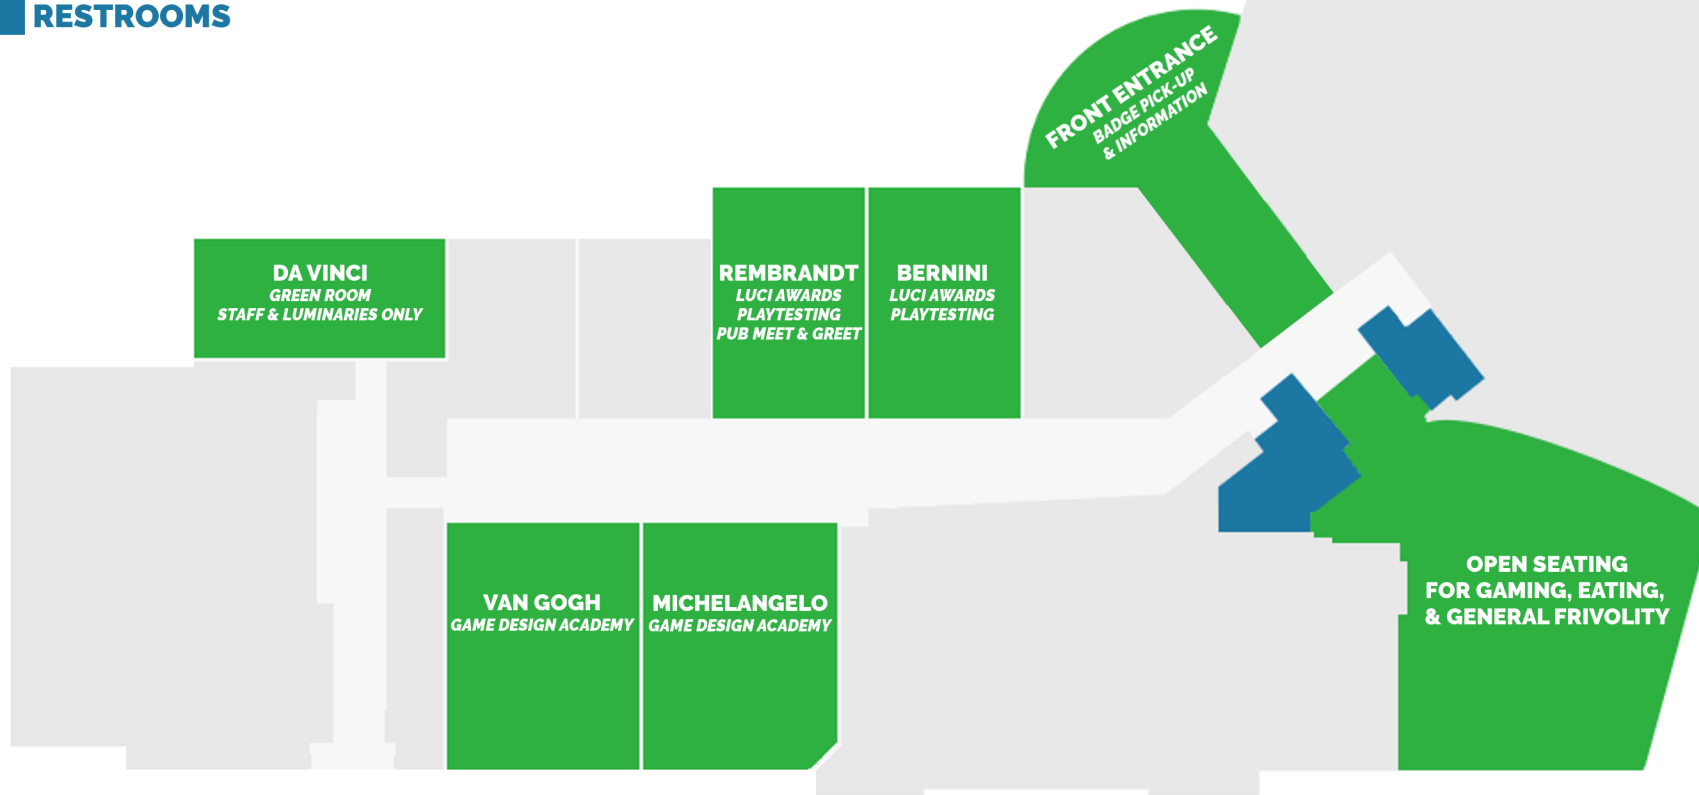 RESTROOMS
FRONT ENTRANCE
BADGE PICK-UP
& INFORMATION
DA VINCI
GREEN ROOM
STAFF & LUMINARIES ONLY
REMBRANDT
LUCI AWARDS
PLAYTESTING
PUB MEET & GREET
BERNINI
LUCI AWARDS
PLAYTESTING
VAN GOGH
GAME DESIGN ACADEMY
MICHELANGELO
GAME DESIGN ACADEMY
OPEN SEATING
FOR GAMING, EATING,
& GENERAL FRIVOLITY